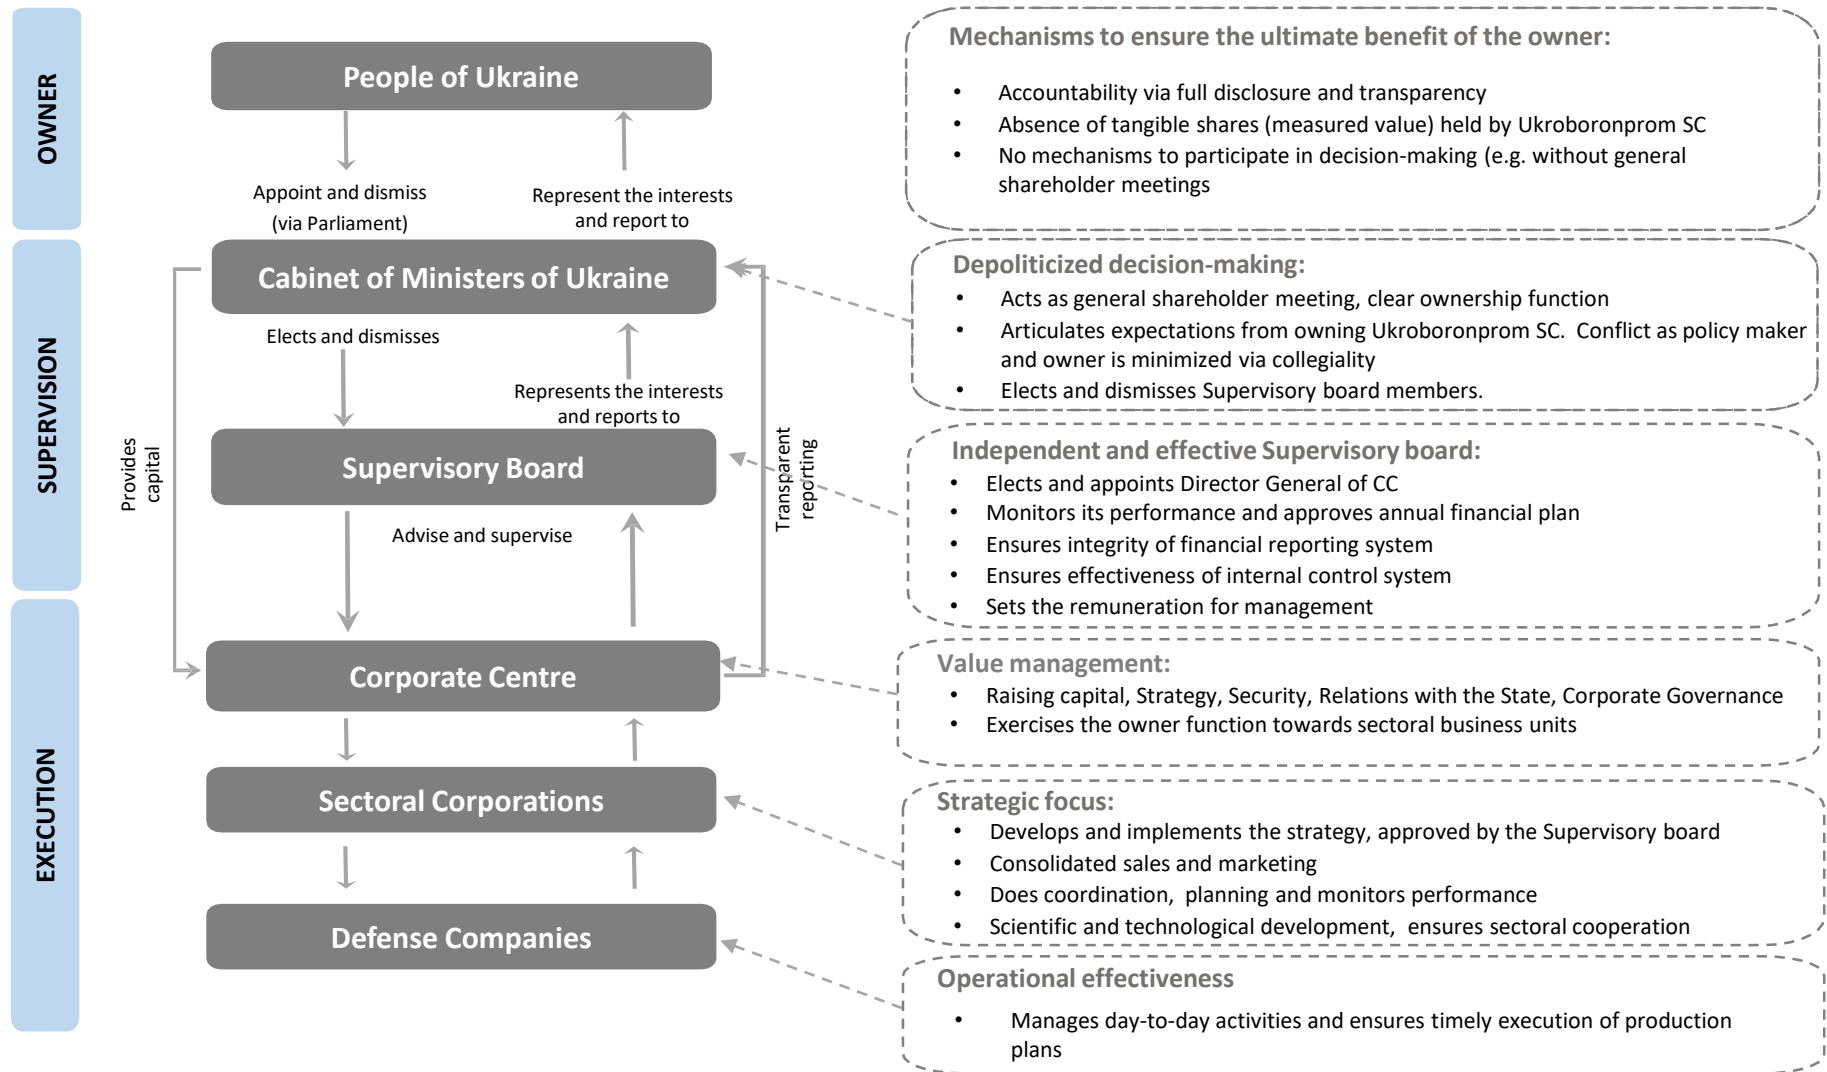 OWNER
People of Ukraine
Appoint and dismiss
(via Parliament)
Represent the interests
and report to
Mechanisms to ensure the ultimate benefit of the owner:
• Accountability via full disclosure and transparency
• Absence of tangible shares (measured value) held by Ukroboronprom SC
• No mechanisms to participate in decision-making (e.g. without general
shareholder meetings
SUPERVISION
Cabinet of Ministers of Ukraine
Elects and dismisses
Represents the interests
and reports to
Provides
capital
Transparent
reporting
Supervisory Board
Advise and supervise
Depoliticized decision-making:
• Acts as general shareholder meeting, clear ownership function
• Articulates expectations from owning Ukroboronprom SC. Conflict as policy maker
and owner is minimized via collegiality
• Elects and dismisses Supervisory board members.
Independent and effective Supervisory board:
• Elects and appoints Director General of CC
• Monitors its performance and approves annual financial plan
• Ensures integrity of financial reporting system
• Ensures effectiveness of internal control system
• Sets the remuneration for management
EXECUTION
Corporate Centre
Sectoral Corporations
Defense Companies
Value management:
• Raising capital, Strategy, Security, Relations with the State, Corporate Governance
• Exercises the owner function towards sectoral business units
Strategic focus:
• Develops and implements the strategy, approved by the Supervisory board
• Consolidated sales and marketing
• Does coordination, planning and monitors performance
• Scientific and technological development, ensures sectoral cooperation
Operational effectiveness
• Manages day-to-day activities and ensures timely execution of production
plans